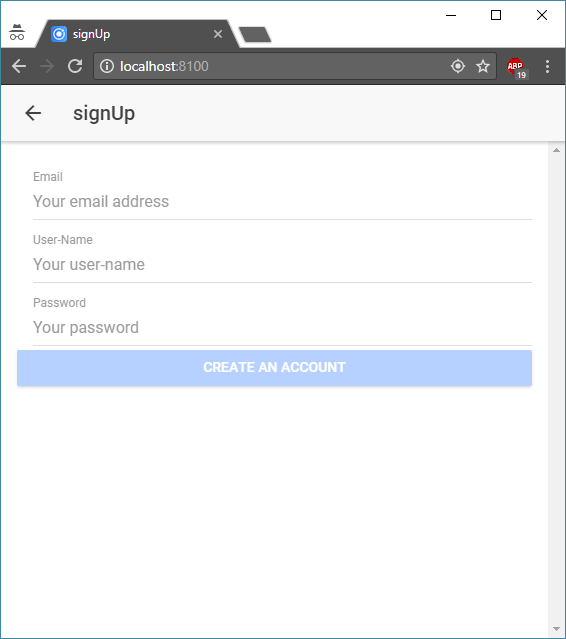 signUp
localhost:8100
ABP
19
signUp
Email
Your email address
User-Name
Your user-name
Password
Your password
CREATE AN ACCOUNT